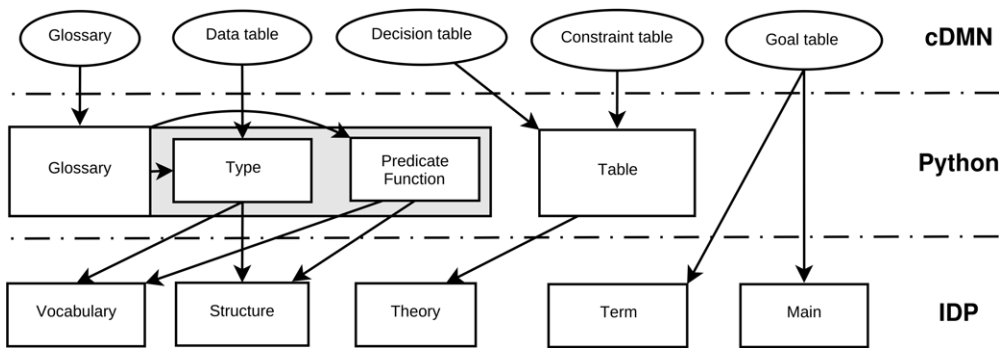 Glossary
Data table
Decision table
Constraint table
Goal table
cDMN
Glossary
Type
Predicate
Function
Table
Python
Vocabulary
Structure
Theory
Term
Main
IDP